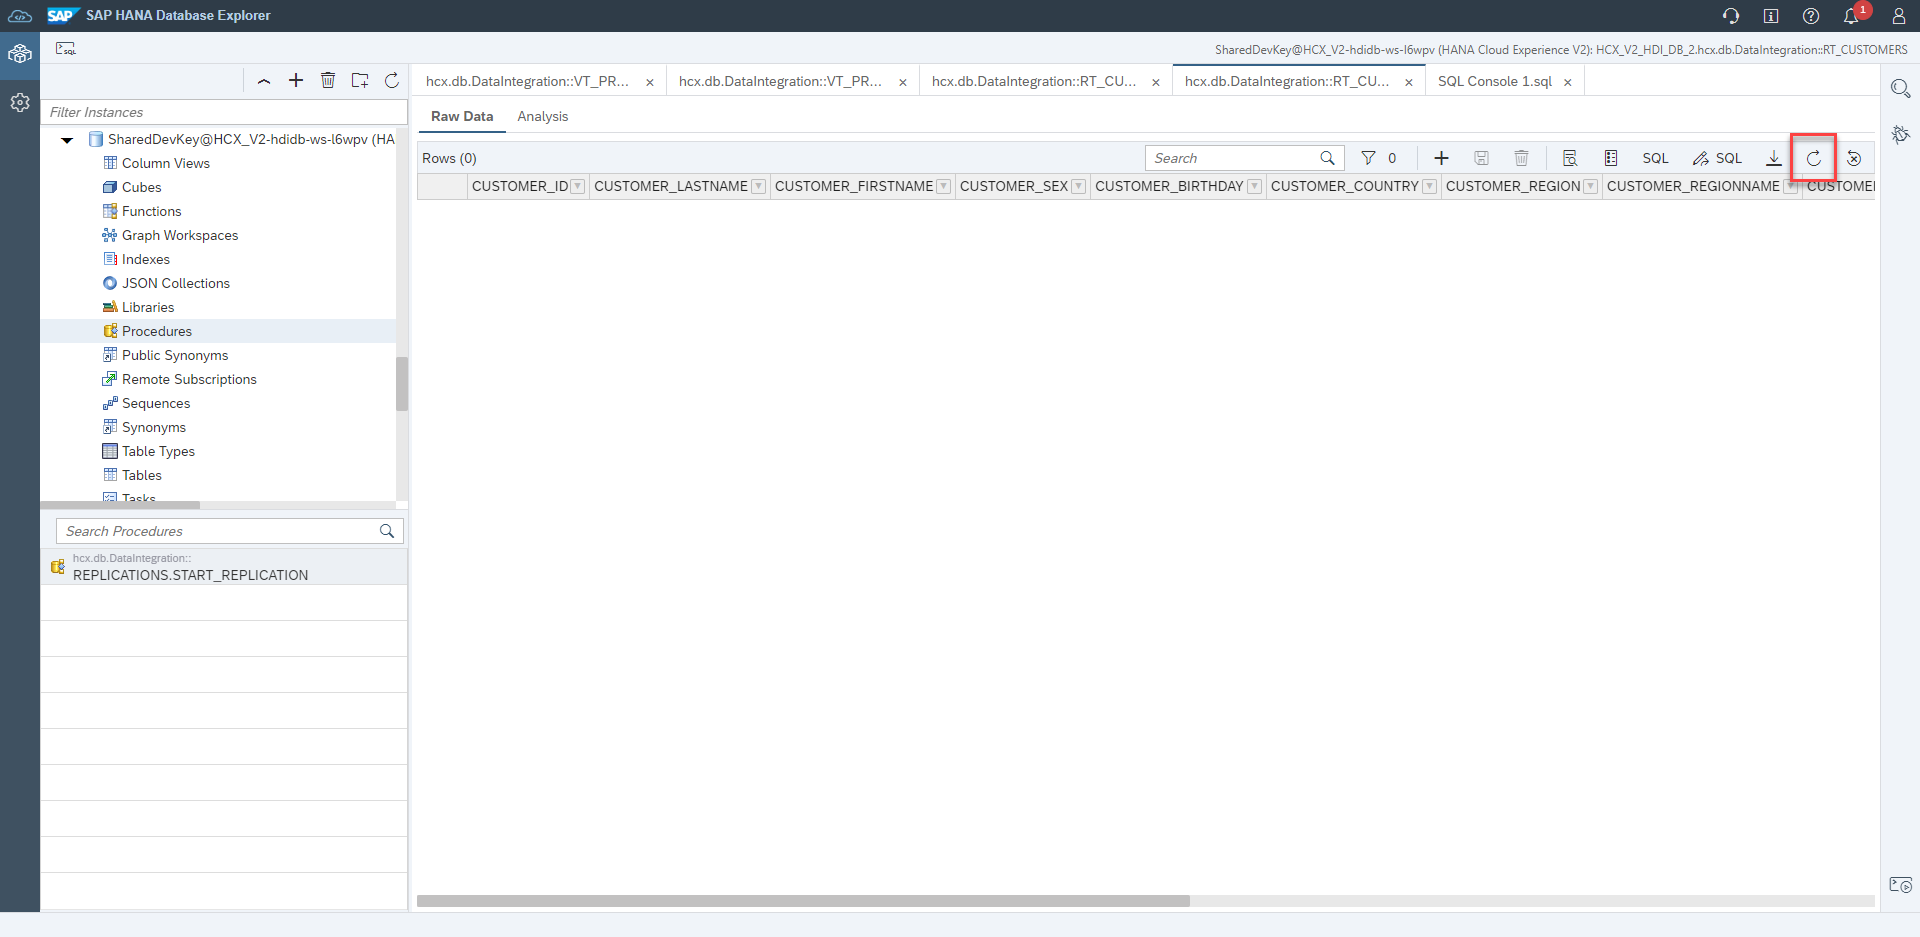 SAP SAP HANA Database Explorer 1
SQL SharedDevKey@HCX_V2-hdidb-ws-l6wpv (HANA Cloud Experience V2): HCX_V2_HDI_DB_2.hcx.db.DataIntegration::RT_CUSTOMERS
hcx.db.DataIntegration::VT_PR... hcx.db.DataIntegration::VT_PR... hcx.db.DataIntegration::RT_CU... hcx.db.DataIntegration::RT_CU... SQL Console 1.sql
Filter Instances
Raw Data Analysis
SharedDevKey@HCX_V2-hdidb-ws-l6wpv (HA
Rows (0) Search 0 SQL SQL
CUSTOMER_ID CUSTOMER_LASTNAME CUSTOMER_FIRSTNAME CUSTOMER_SEX CUSTOMER_BIRTHDAY CUSTOMER_COUNTRY CUSTOMER_REGION CUSTOMER_REGIONNAME CUSTOMER
Column Views
Cubes
Functions
Graph Workspaces
Indexes
JSON Collections
Libraries
Procedures
Public Synonyms
Remote Subscriptions
Sequences
Synonyms
Table Types
Tables
Tasks
Search Procedures
hcx.db.DataIntegration::
REPLICATIONS.START_REPLICATION